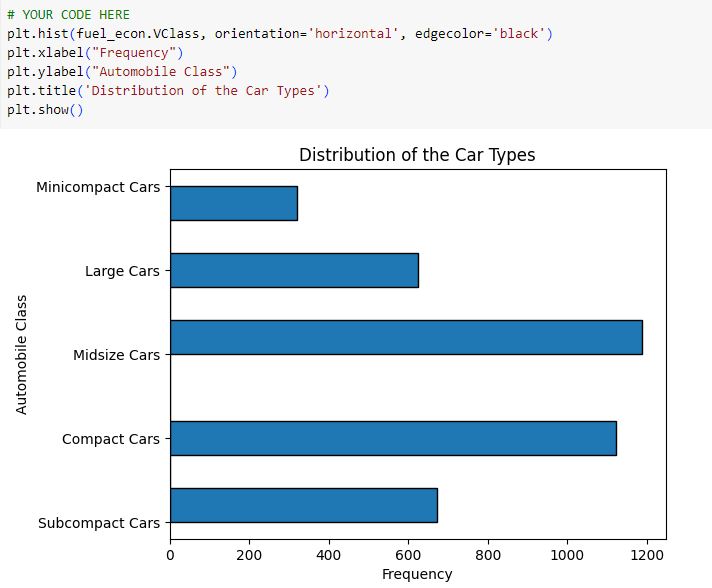 # YOUR CODE HERE
plt.hist(fuel_econ.VClass, orientation='horizontal', edgecolor='black')
plt.xlabel("Frequency")
plt.ylabel("Automobile Class")
plt.title('Distribution of the Car Types')
plt.show()
Distribution of the Car Types
Minicompact Cars
Large Cars
Midsize Cars
Compact Cars
Subcompact Cars
Automobile Class
0 200 400 600 800 1000 1200
Frequency